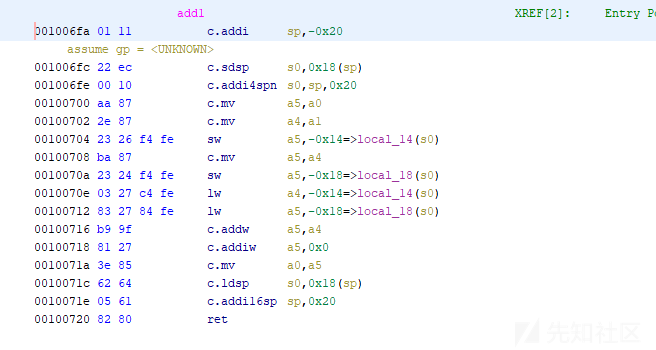 add1 XREF[2]: Entry Po
001006fa 01 11 c.addi sp,-0x20
assume gp = <UNKNOWN>
001006fc 22 ec c.sdsp s0,0x18(sp)
001006fe 00 10 c.addi4spn s0,sp,0x20
00100700 aa 87 c.mv a5,a0
00100702 2e 87 c.mv a4,a1
00100704 23 26 f4 fe sw a5,-0x14=>local_14(s0)
00100708 ba 87 c.mv a5,a4
0010070a 23 24 f4 fe sw a5,-0x18=>local_18(s0)
0010070e 03 27 c4 fe lw a4,-0x14=>local_14(s0)
00100712 83 27 84 fe lw a5,-0x18=>local_18(s0)
00100716 b9 9f c.addw a5,a4
00100718 81 27 c.addiw a5,0x0
0010071a 3e 85 c.mv a0,a5
0010071c 62 64 c.ldsp s0,0x18(sp)
0010071e 05 61 c.addi16sp sp,0x20
00100720 82 80 ret
先知社区